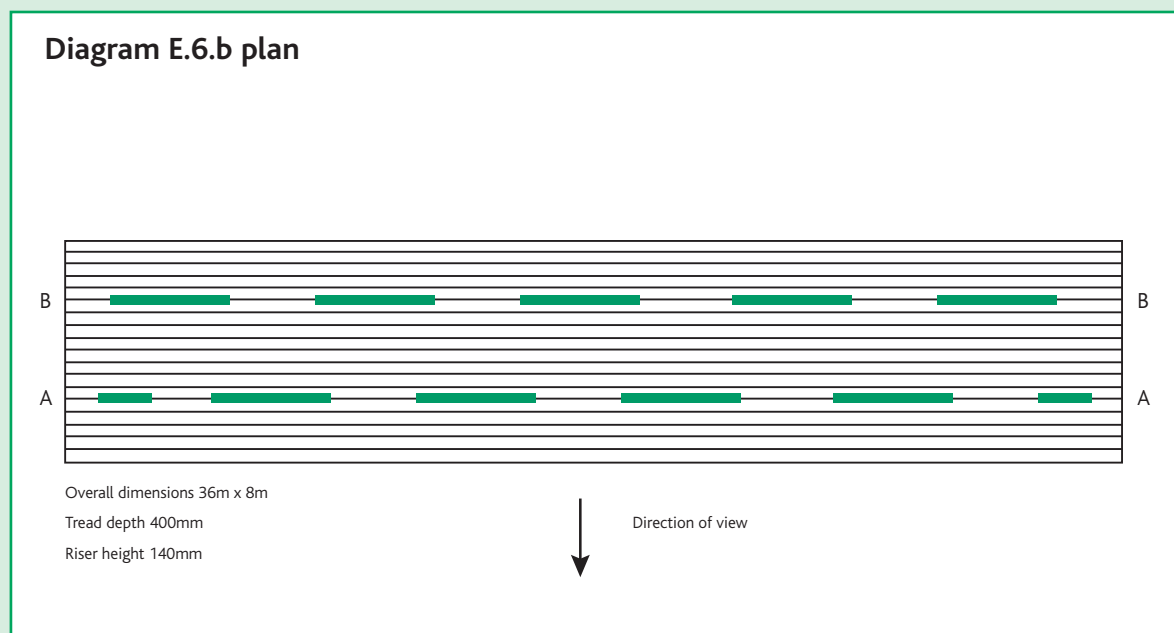 Diagram E.6.b plan
B B
A A
Overall dimensions 36m x 8m
Tread depth 400mm
Direction of view
Riser height 140mm